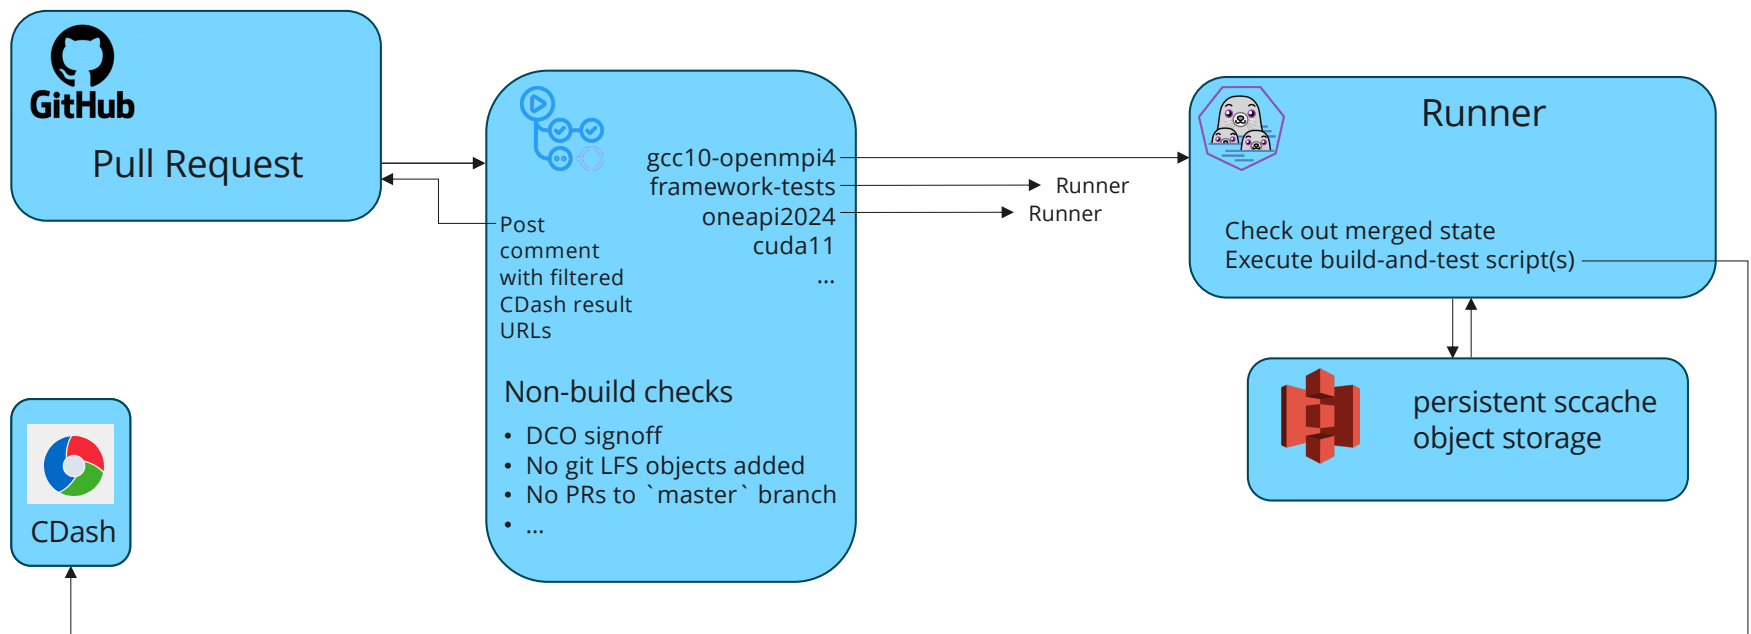 GitHub
Pull Request
gcc10-openmpi4
framework-tests
oneapi2024
cuda11
...
Post
comment
with filtered
CDash result
URLs
Non-build checks
• DCO signoff
• No git LFS objects added
• No PRs to `master` branch
• ...
Runner
Runner
Runner
Check out merged state
Execute build-and-test script(s)
persistent sccache
object storage
CDash